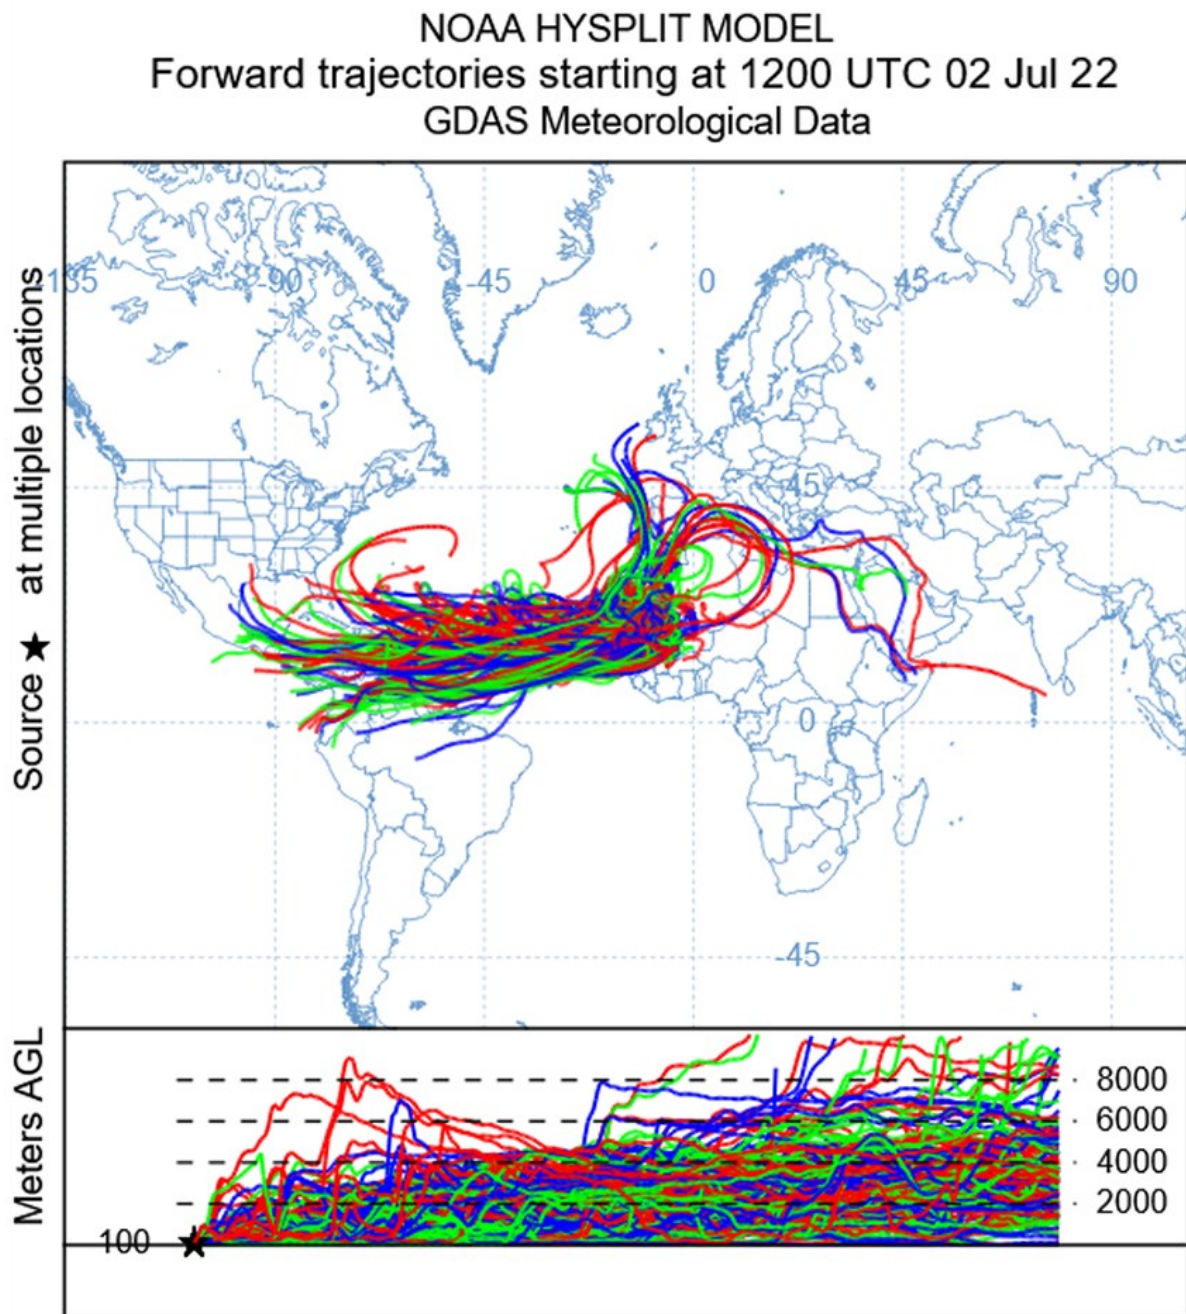 NOAA HYSPLIT MODEL
Forward trajectories starting at 1200 UTC 02 Jul 22
GDAS Meteorological Data
Source ★ at multiple locations
-135
-90
-45
0
45
90
45
0
-45
Meters AGL
8000
6000
4000
2000
100